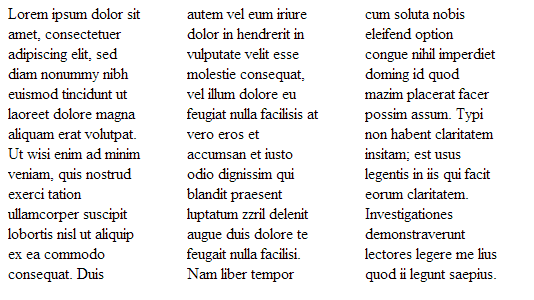 Lorem ipsum dolor sit
amet, consectetuer
adipiscing elit, sed
diam nonummy nibh
euismod tincidunt ut
laoreet dolore magna
aliquam erat volutpat.
Ut wisi enim ad minim
veniam, quis nostrud
exerci tation
ullamcorper suscipit
lobortis nisl ut aliquip
ex ea commodo
consequat. Duis
autem vel eum iriure
dolor in hendrerit in
vulputate velit esse
molestie consequat,
vel illum dolore eu
feugiat nulla facilisis at
vero eros et
accumsan et iusto
odio dignissim qui
blandit praesent
luptatum zzril delenit
augue duis dolore te
feugait nulla facilisi.
Nam liber tempor
cum soluta nobis
eleifend option
congue nihil imperdiet
doming id quod
mazim placerat facer
possim assum. Typi
non habent claritatem
insitam; est usus
legentis in iis qui facit
eorum claritatem.
Investigationes
demonstraverunt
lectores legere me lius
quod ii legunt saepius.